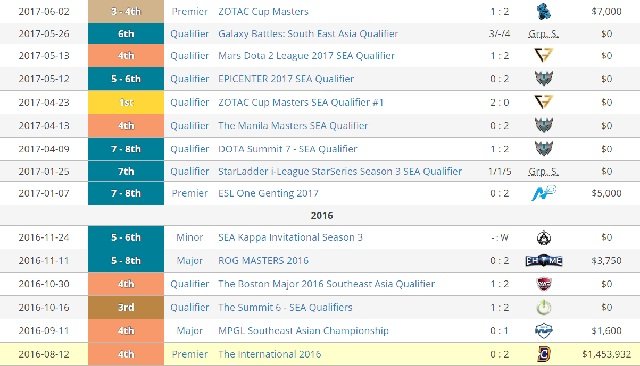 2017-06-02 3 - 4th Premier ZOTAC Cup Masters 1 : 2 $7,000
2017-05-26 6th Qualifier Galaxy Battles: South East Asia Qualifier 3/-/4 Grp. S. $0
2017-05-13 4th Qualifier Mars Dota 2 League 2017 SEA Qualifier 1 : 2 $0
2017-05-12 5 - 6th Qualifier EPICENTER 2017 SEA Qualifier 0 : 2 $0
2017-04-23 1st Qualifier ZOTAC Cup Masters SEA Qualifier #1 2 : 0 $0
2017-04-13 4th Qualifier The Manila Masters SEA Qualifier 0 : 2 $0
2017-04-09 7 - 8th Qualifier DOTA Summit 7 - SEA Qualifier 1 : 2 $0
2017-01-25 7th Qualifier StarLadder i-League StarSeries Season 3 SEA Qualifier 1/1/5 Grp. S. $0
2017-01-07 7 - 8th Premier ESL One Genting 2017 0 : 2 $5,000
2016
2016-11-24 5 - 6th Minor SEA Kappa Invitational Season 3 - : W $0
2016-11-11 5 - 8th Major ROG MASTERS 2016 0 : 2 EHOME $3,750
2016-10-30 4th Qualifier The Boston Major 2016 Southeast Asia Qualifier 1 : 2 $0
2016-10-16 3rd Qualifier The Summit 6 - SEA Qualifiers 1 : 2 $0
2016-09-11 4th Major MPGL Southeast Asian Championship 0 : 1 $1,600
2016-08-12 4th Premier The International 2016 0 : 2 $1,453,932